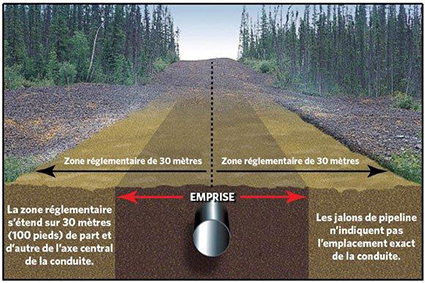 Zone réglementaire de 30 mètres
Zone réglementaire de 30 mètres
EMPRISE
La zone réglementaire
s'étend sur 30 mètres
(100 pieds) de part et
d'autre de l'axe central
de la conduite.
Les jalons de pipeline
n'indiquent pas
l'emplacement exact
de la conduite.